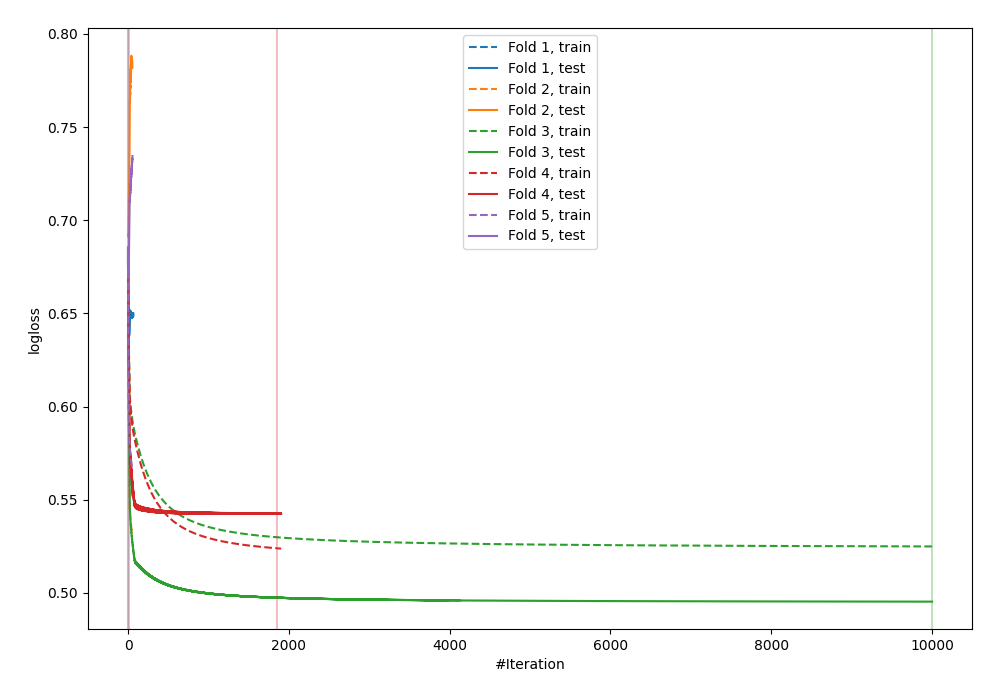 0.80
0.75
0.70
0.65
0.60
0.55
0.50
logloss
0
2000
4000
6000
8000
10000
#Iteration
Fold 1, train
Fold 1, test
Fold 2, train
Fold 2, test
Fold 3, train
Fold 3, test
Fold 4, train
Fold 4, test
Fold 5, train
Fold 5, test